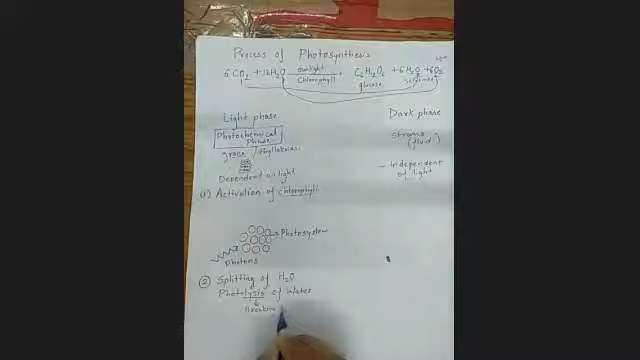 Process of Photosynthesis
6CO2 + 12H2O Sunlight Chlorophyll C6H12O6 + 6H2O + 6O2
glucose
Light phase
Photochemical
Phase
grana / thyllakoids
Dependent on light
(1) Activation of chlorophyll
Photosystem
Photons
(2) Splitting of H2O
Photolysis of Water
Dark phase
Stroma
(fluid)
- Independent
of light